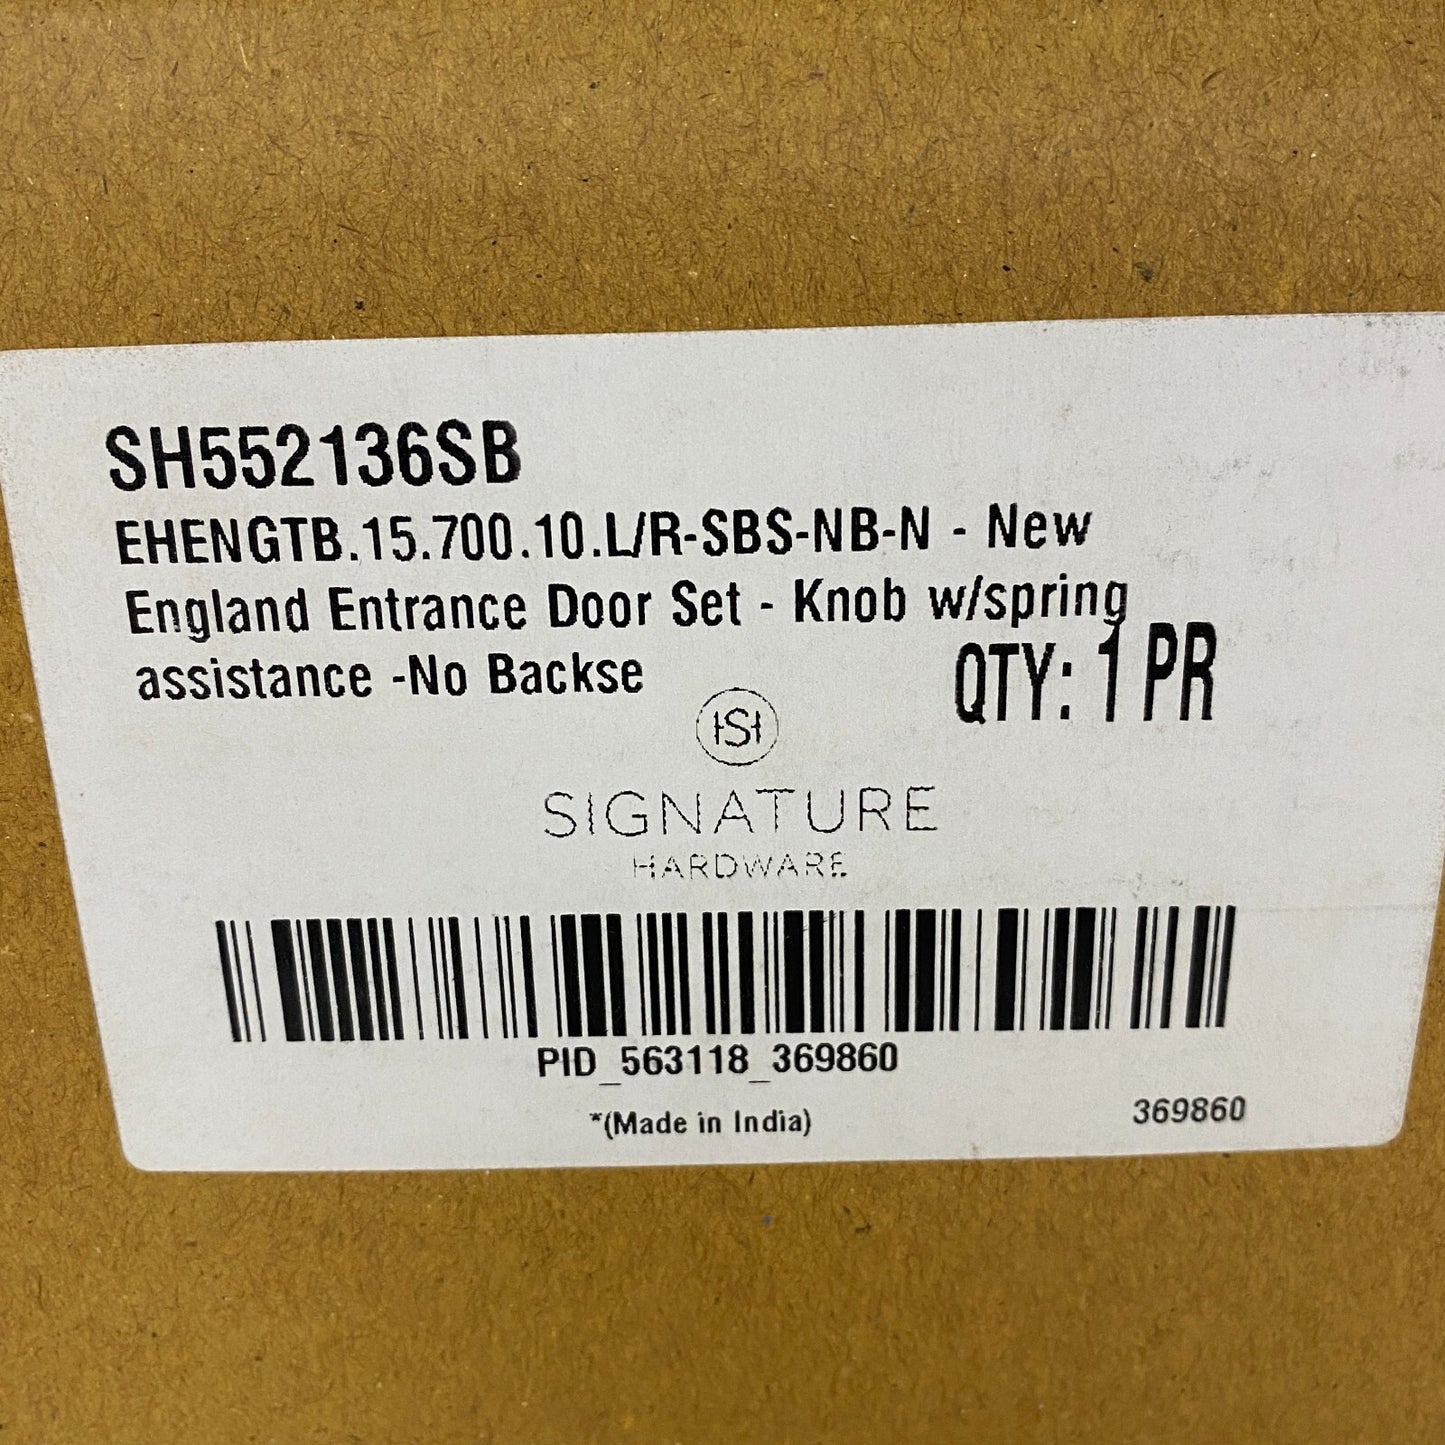 SH552136SB
EHENGTB.15.700.10.L/R-SBS-NB-N - New
England Entrance Door Set - Knob w/spring
assistance -No Backse
QTY: 1 PR
HSH
SIGNATURE
HARDWARE
PID_563118_369860
*(Made in India)
369860